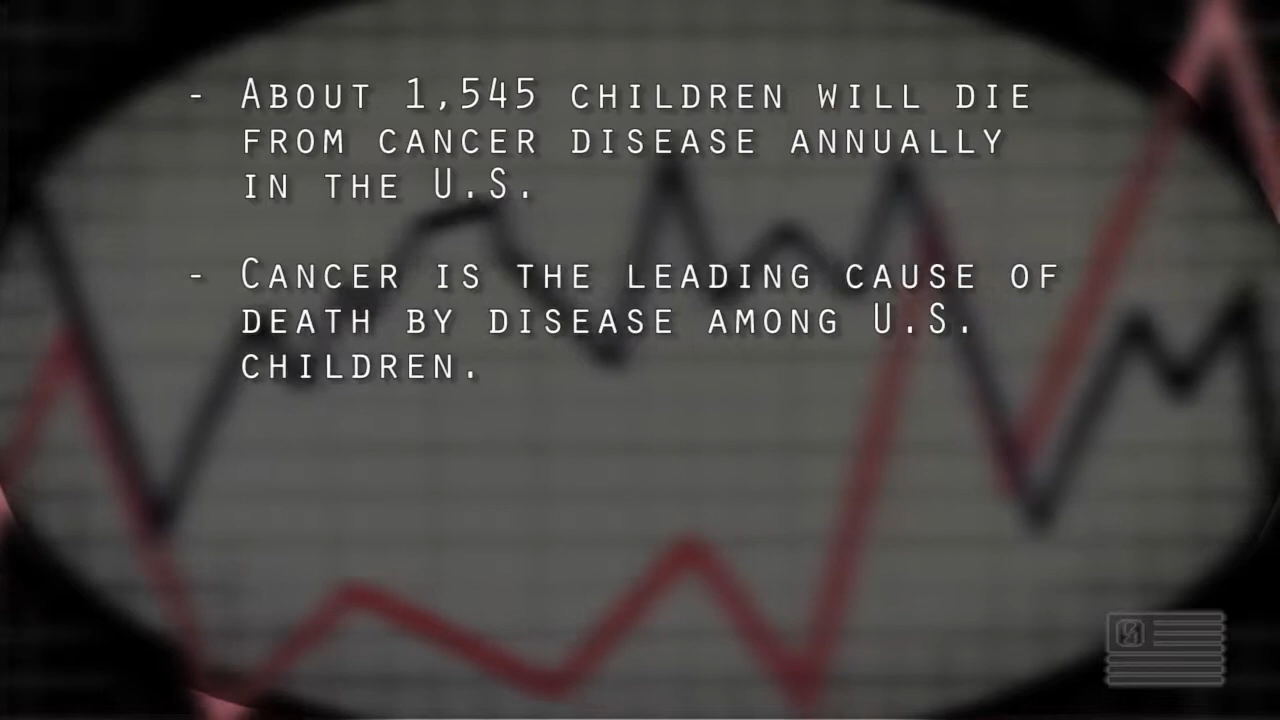 - About 1,545 children will die
from cancer disease annually
in the U.S.
- Cancer is the leading cause of
death by disease among U.S.
children.